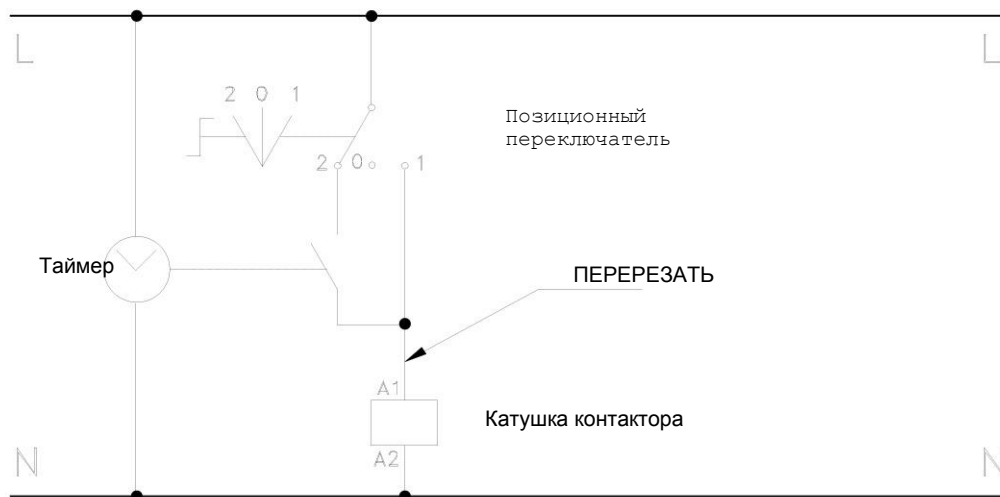 L
L
2 0 1
Позиционный
переключатель
2 0 1
Таймер
ПЕРЕРЕЗАТЬ
A1
Катушка контактора
A2
N
N